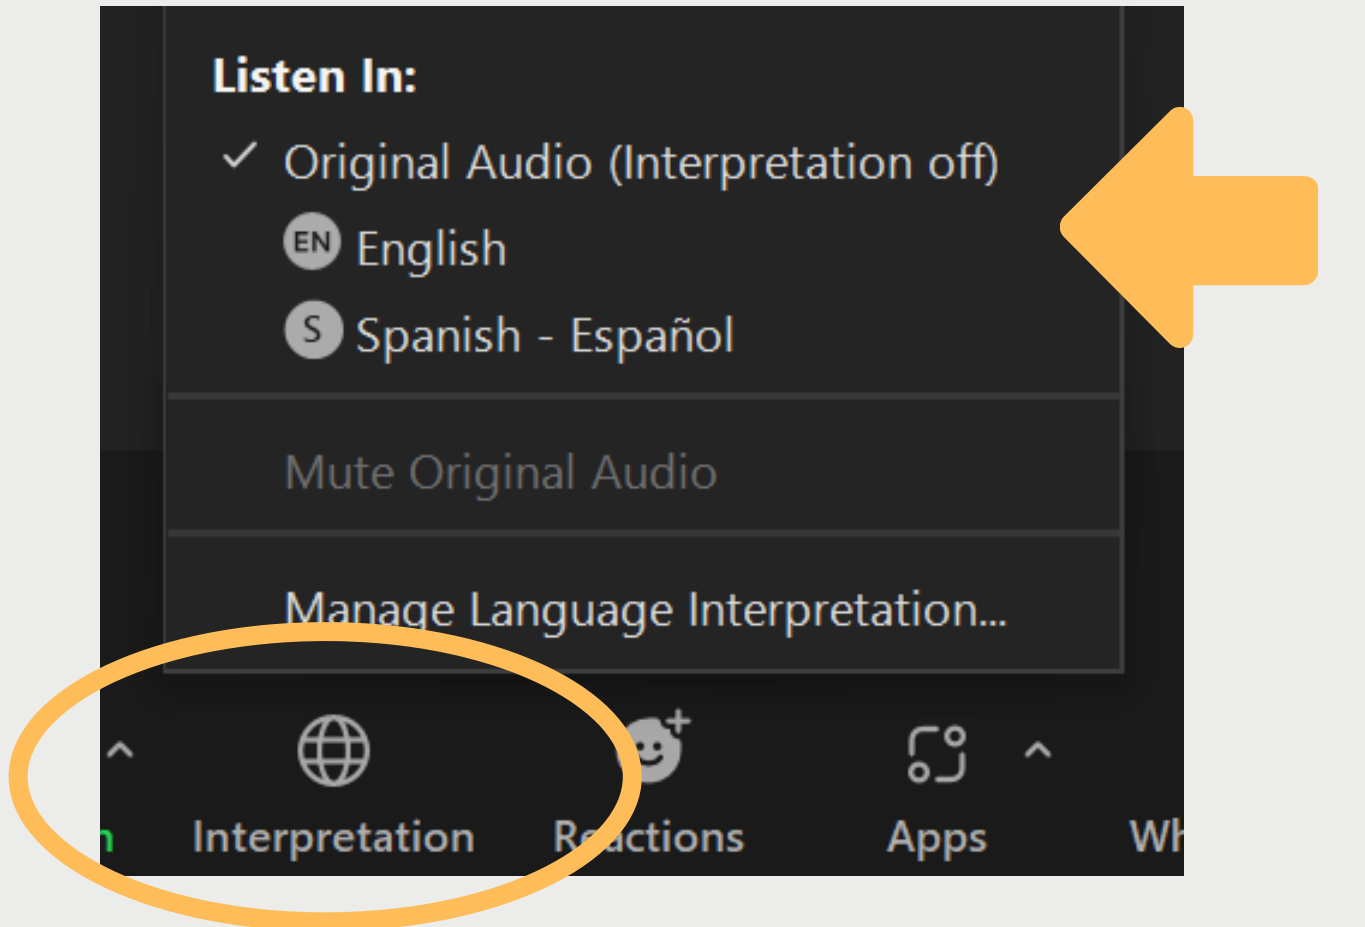 Listen In:
Original Audio (Interpretation off)
EN English
S Spanish - Español
Mute Original Audio
Manage Language Interpretation...
Interpretation Reactions Apps